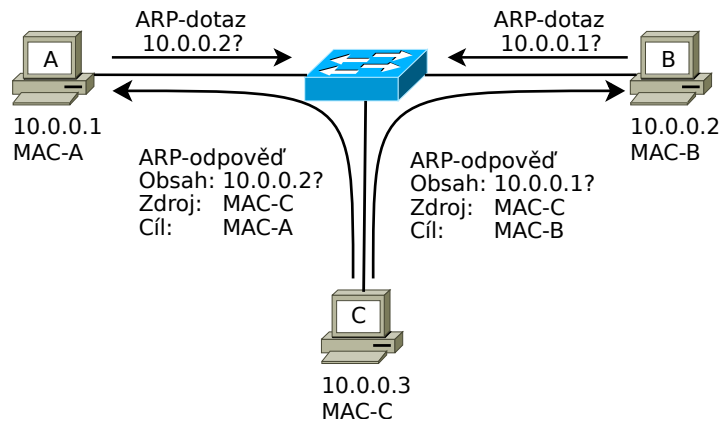 ARP-dotaz
10.0.0.2?
ARP-dotaz
10.0.0.1?
A
B
10.0.0.1
MAC-A
10.0.0.2
MAC-B
ARP-odpověď
Obsah: 10.0.0.2?
Zdroj: MAC-C
Cíl: MAC-A
ARP-odpověď
Obsah: 10.0.0.1?
Zdroj: MAC-C
Cíl: MAC-B
C
10.0.0.3
MAC-C